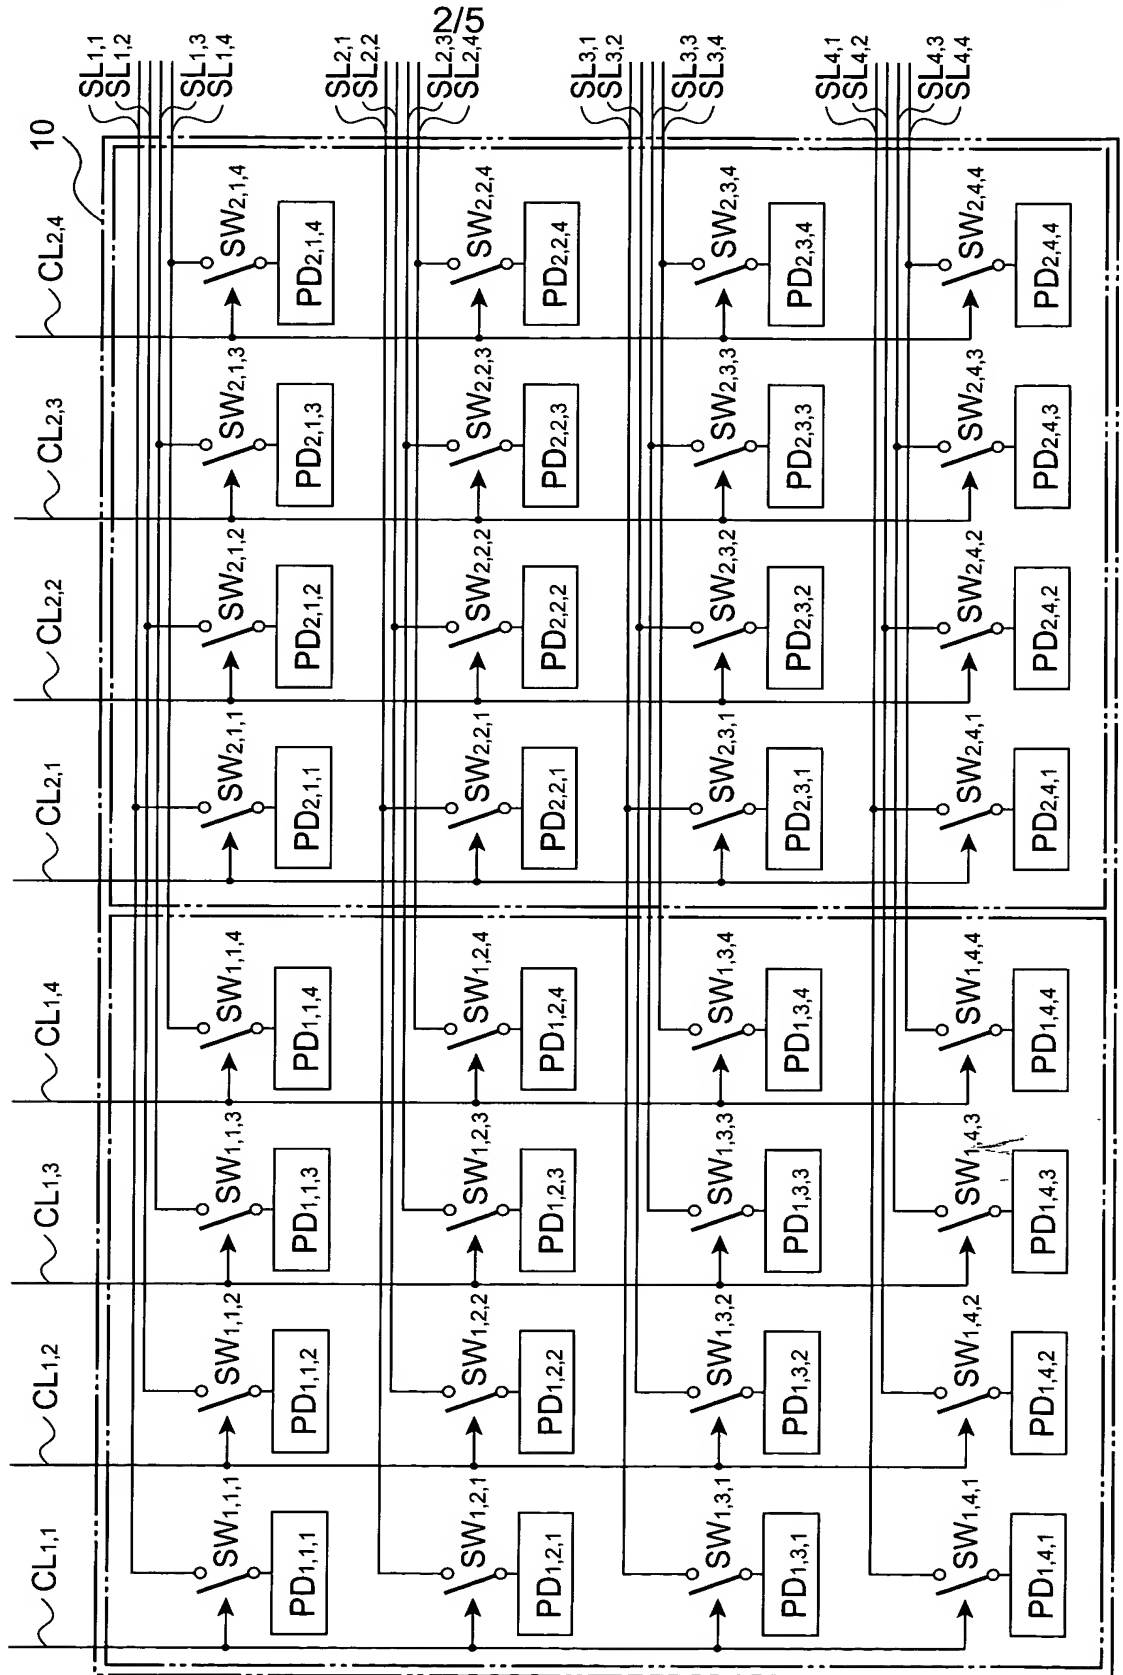 2/5
SL1,1
SL1,2
SL1,3
SL1,4
SL2,1
SL2,2
SL2,3
SL2,4
SL3,1
SL3,2
SL3,3
SL3,4
SL4,1
SL4,2
SL4,3
SL4,4
10
CL2,4
SW2,1,4
PD2,1,4
SW2,2,4
PD2,2,4
SW2,3,4
PD2,3,4
SW2,4,4
PD2,4,4
CL2,3
SW2,1,3
PD2,1,3
SW2,2,3
PD2,2,3
SW2,3,3
PD2,3,3
SW2,4,3
PD2,4,3
CL2,2
SW2,1,2
PD2,1,2
SW2,2,2
PD2,2,2
SW2,3,2
PD2,3,2
SW2,4,2
PD2,4,2
CL2,1
SW2,1,1
PD2,1,1
SW2,2,1
PD2,2,1
SW2,3,1
PD2,3,1
SW2,4,1
PD2,4,1
CL1,4
SW1,1,4
PD1,1,4
SW1,2,4
PD1,2,4
SW1,3,4
PD1,3,4
SW1,4,4
PD1,4,4
CL1,3
SW1,1,3
PD1,1,3
SW1,2,3
PD1,2,3
SW1,3,3
PD1,3,3
SW1,4,3
PD1,4,3
CL1,2
SW1,1,2
PD1,1,2
SW1,2,2
PD1,2,2
SW1,3,2
PD1,3,2
SW1,4,2
PD1,4,2
CL1,1
SW1,1,1
PD1,1,1
SW1,2,1
PD1,2,1
SW1,3,1
PD1,3,1
SW1,4,1
PD1,4,1